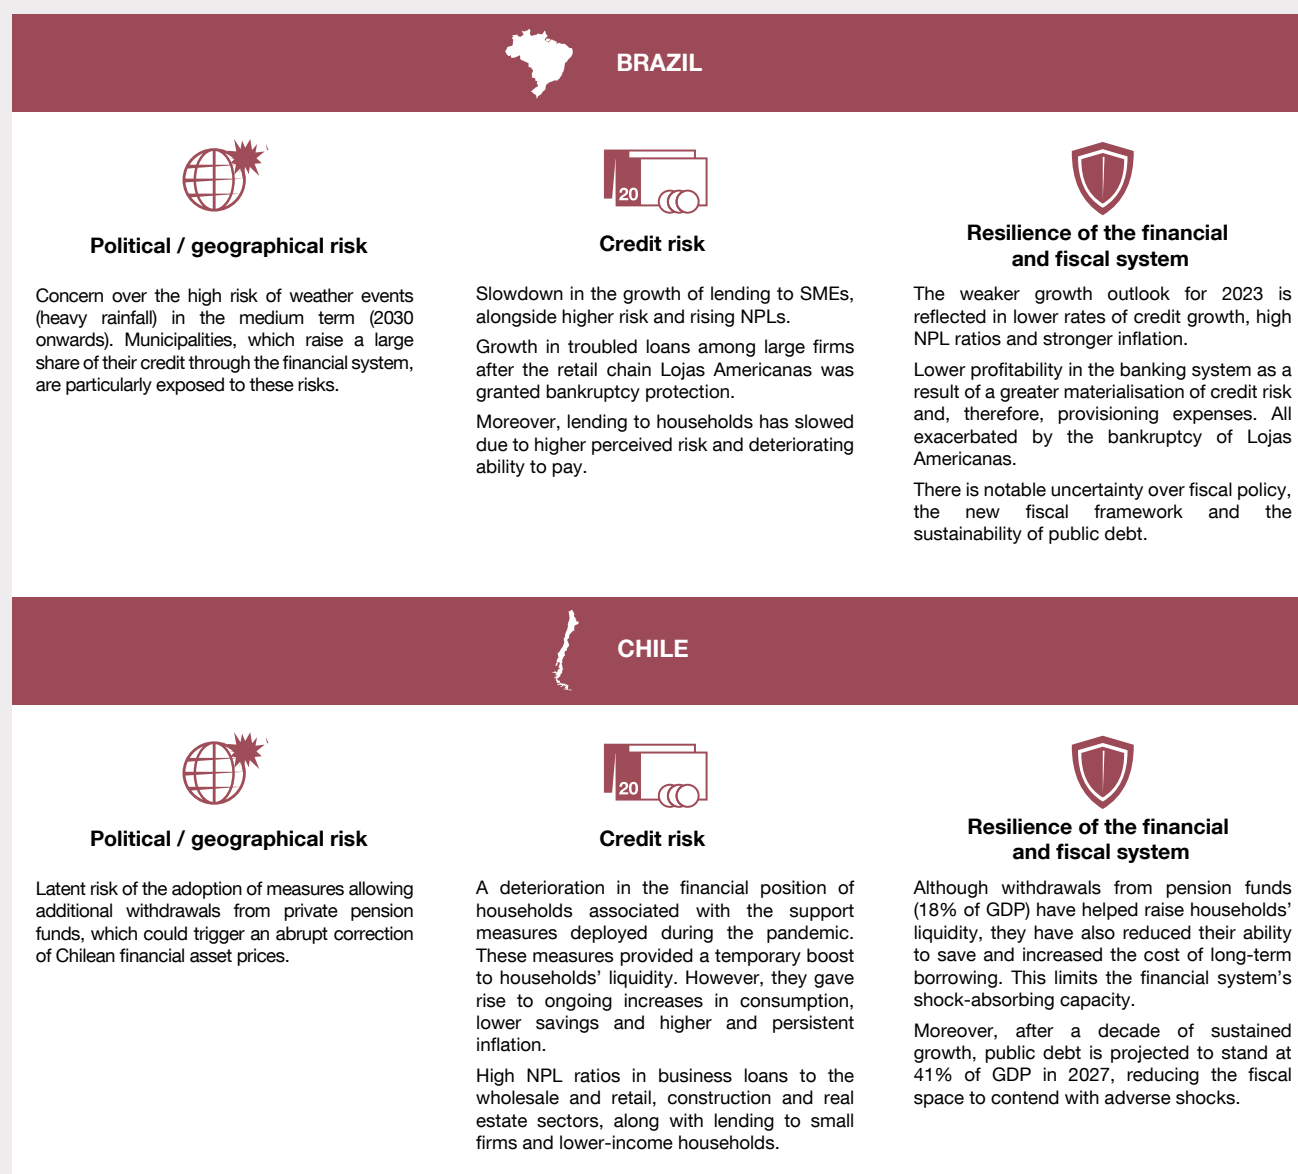 BRAZIL
20
Political / geographical risk
Concern over the high risk of weather events
(heavy rainfall) in the medium term (2030
onwards). Municipalities, which raise a large
share of their credit through the financial system,
are particularly exposed to these risks.
Credit risk
Slowdown in the growth of lending to SMEs,
alongside higher risk and rising NPLs.
Growth in troubled loans among large firms
after the retail chain Lojas Americanas was
granted bankruptcy protection.
Moreover, lending to households has slowed
due to higher perceived risk and deteriorating
ability to pay.
Resilience of the financial
and fiscal system
The weaker growth outlook for 2023 is
reflected in lower rates of credit growth, high
NPL ratios and stronger inflation.
Lower profitability in the banking system as a
result of a greater materialisation of credit risk
and, therefore, provisioning expenses. All
exacerbated by the bankruptcy of Lojas
Americanas.
There is notable uncertainty over fiscal policy,
the new fiscal framework and the
sustainability of public debt.
CHILE
20
Political / geographical risk
Latent risk of the adoption of measures allowing
additional withdrawals from private pension
funds, which could trigger an abrupt correction
of Chilean financial asset prices.
Credit risk
A deterioration in the financial position of
households associated with the support
measures deployed during the pandemic.
These measures provided a temporary boost
to households' liquidity. However, they gave
rise to ongoing increases in consumption,
lower savings and higher and persistent
inflation.
High NPL ratios in business loans to the
wholesale and retail, construction and real
estate sectors, along with lending to small
firms and lower-income households.
Resilience of the financial
and fiscal system
Although withdrawals from pension funds
(18% of GDP) have helped raise households'
liquidity, they have also reduced their ability
to save and increased the cost of long-term
borrowing. This limits the financial system's
shock-absorbing capacity.
Moreover, after a decade of sustained
growth, public debt is projected to stand at
41% of GDP in 2027, reducing the fiscal
space to contend with adverse shocks.